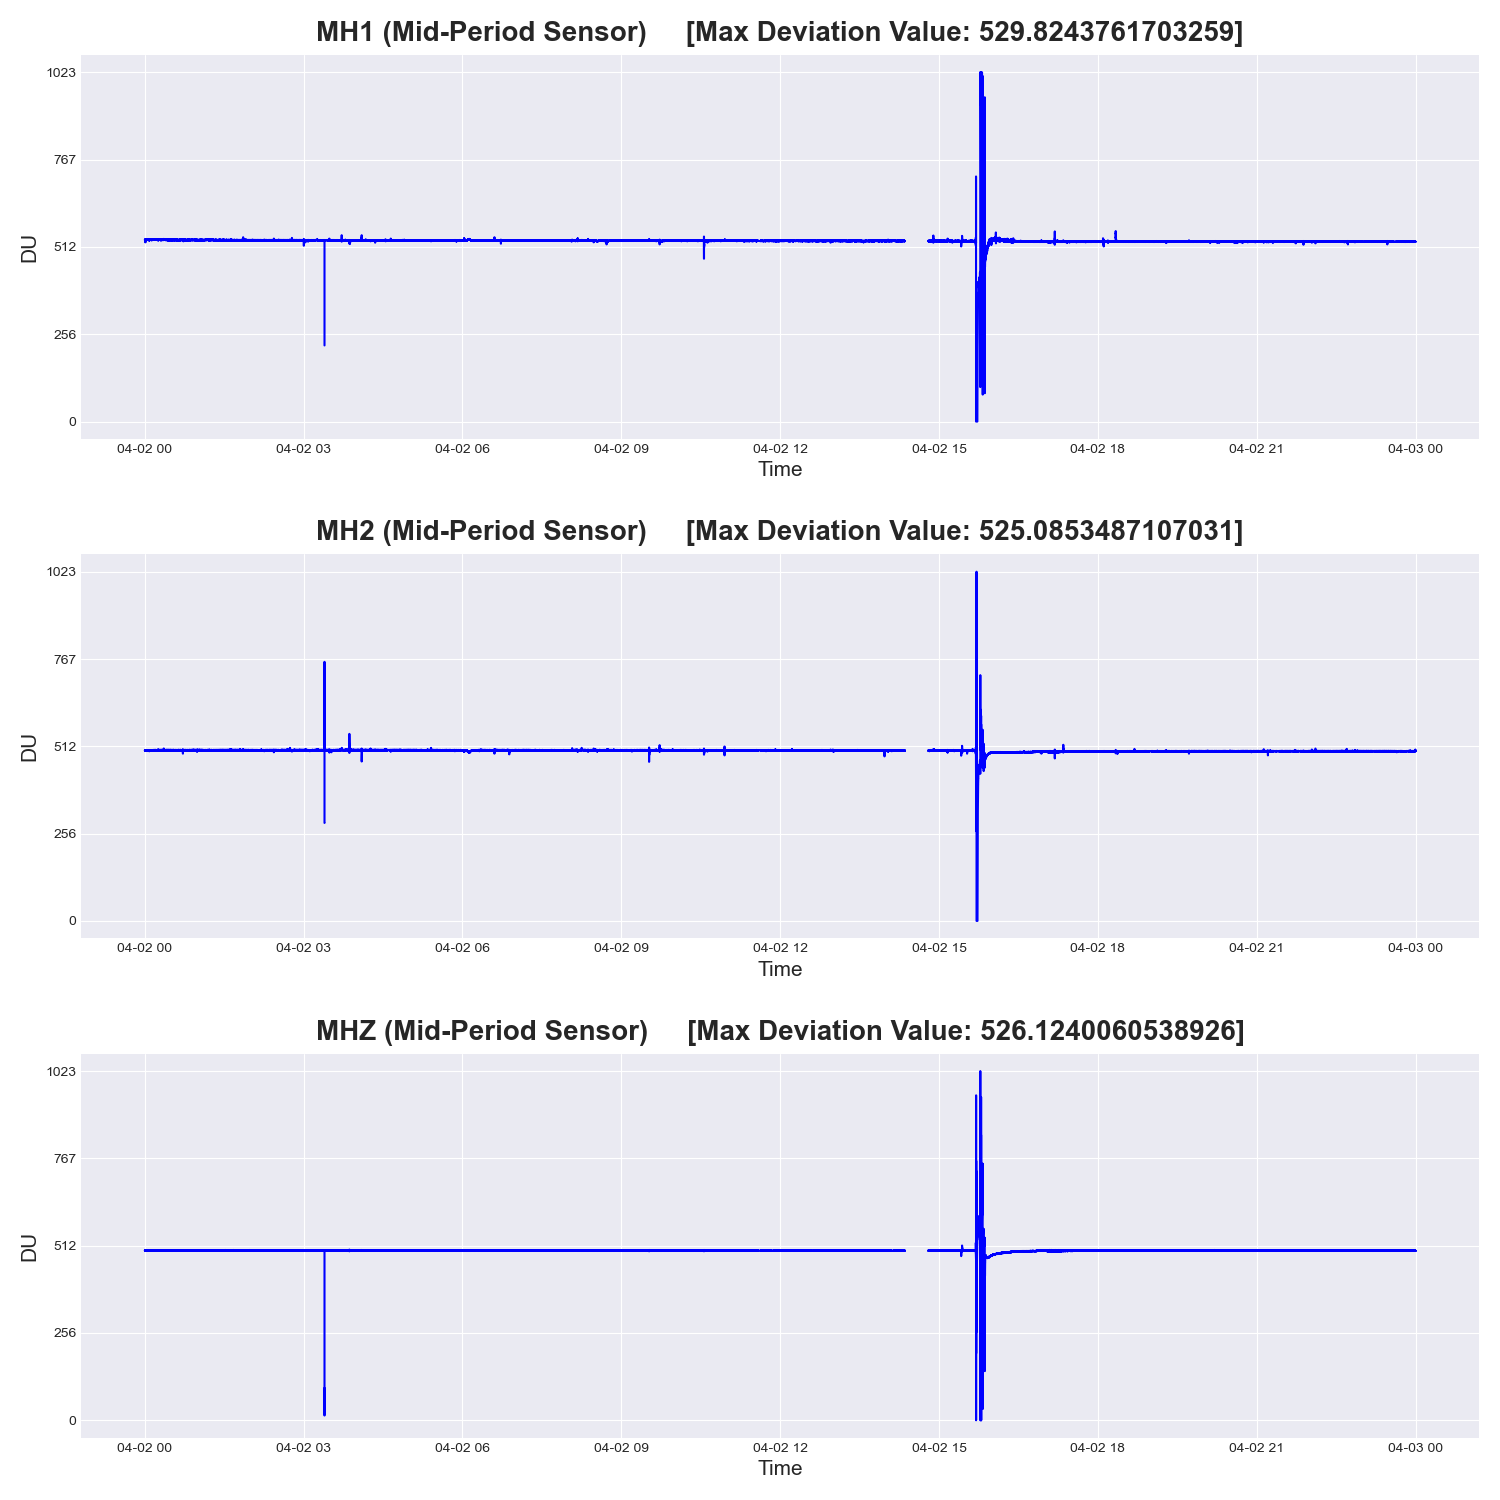 MH1 (Mid-Period Sensor) [Max Deviation Value: 529.8243761703259]
1023
767
512
256
0
DU
04-02 00 04-02 03 04-02 06 04-02 09 04-02 12 04-02 15 04-02 18 04-02 21 04-03 00
Time
MH2 (Mid-Period Sensor) [Max Deviation Value: 525.0853487107031]
1023
767
512
256
0
DU
04-02 00 04-02 03 04-02 06 04-02 09 04-02 12 04-02 15 04-02 18 04-02 21 04-03 00
Time
MHZ (Mid-Period Sensor) [Max Deviation Value: 526.1240060538926]
1023
767
512
256
0
DU
04-02 00 04-02 03 04-02 06 04-02 09 04-02 12 04-02 15 04-02 18 04-02 21 04-03 00
Time